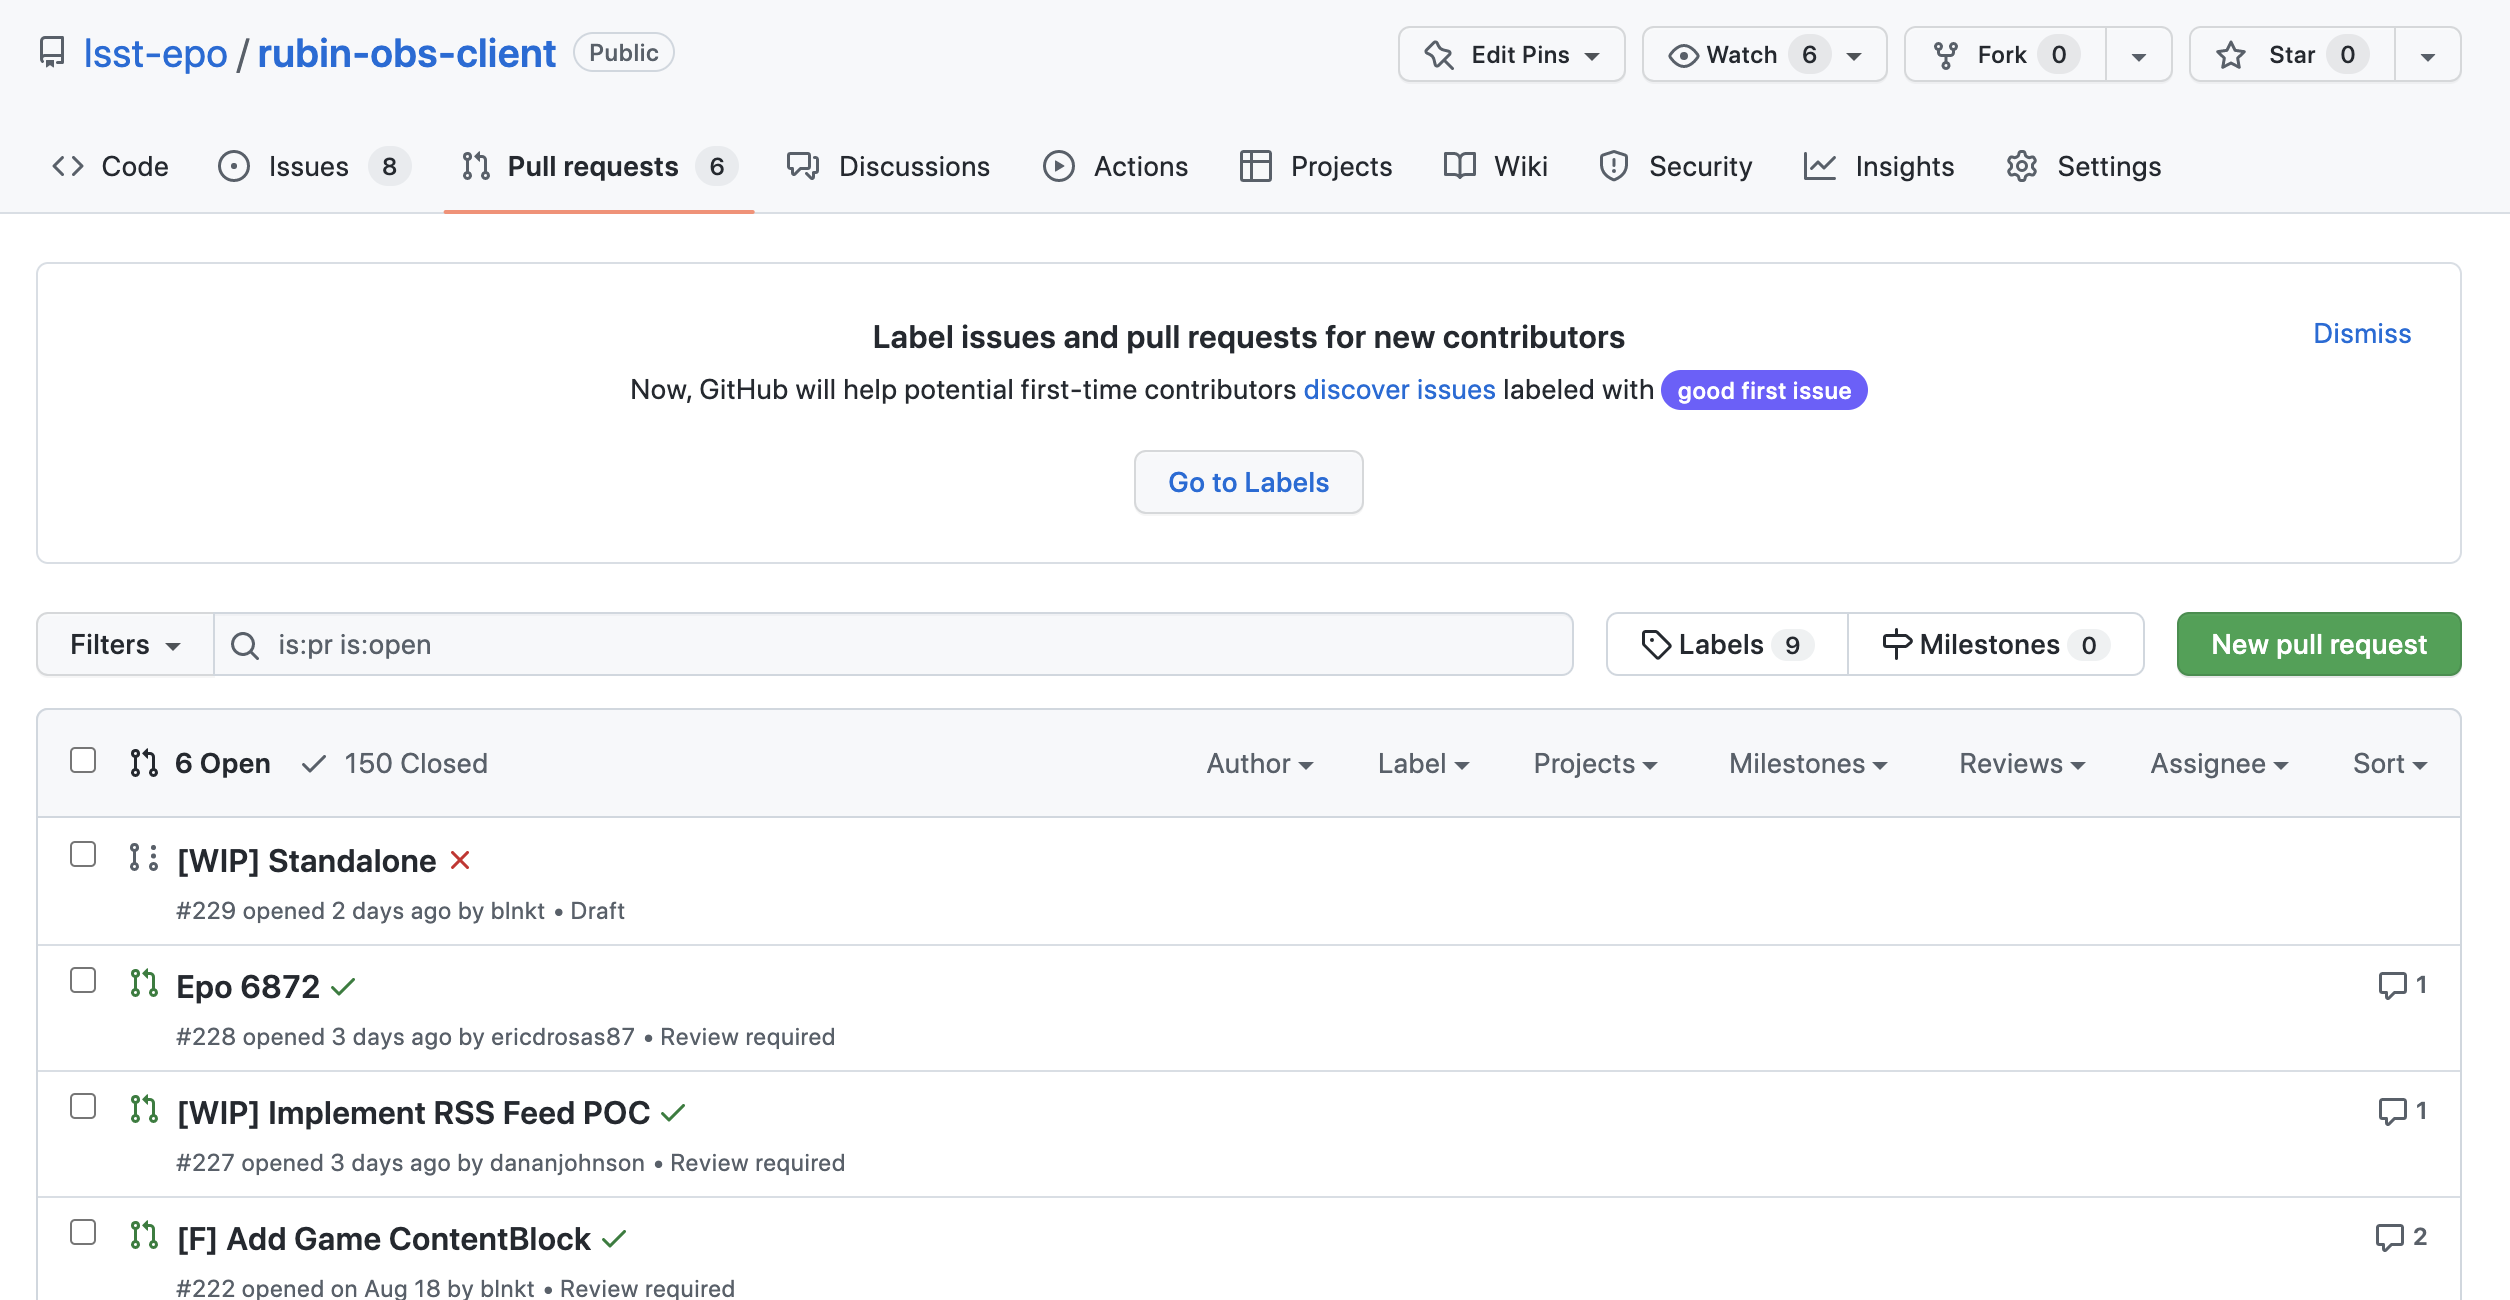 lsst-epo / rubin-obs-client Public Edit Pins Watch 6 Fork 0 Star 0
Code Issues 8 Pull requests 6 Discussions Actions Projects Wiki Security Insights Settings
Label issues and pull requests for new contributors
Dismiss
Now, GitHub will help potential first-time contributors discover issues labeled with good first issue
Go to Labels
Filters is:pr is:open Labels 9 Milestones 0 New pull request
6 Open 150 Closed Author Label Projects Milestones Reviews Assignee Sort
[WIP] Standalone
#229 opened 2 days ago by blnkt • Draft
Epo 6872 1
#228 opened 3 days ago by ericdrosas87 • Review required
[WIP] Implement RSS Feed POC 1
#227 opened 3 days ago by dananjohnson • Review required
[F] Add Game ContentBlock 2
#222 opened on Aug 18 by blnkt • Review required